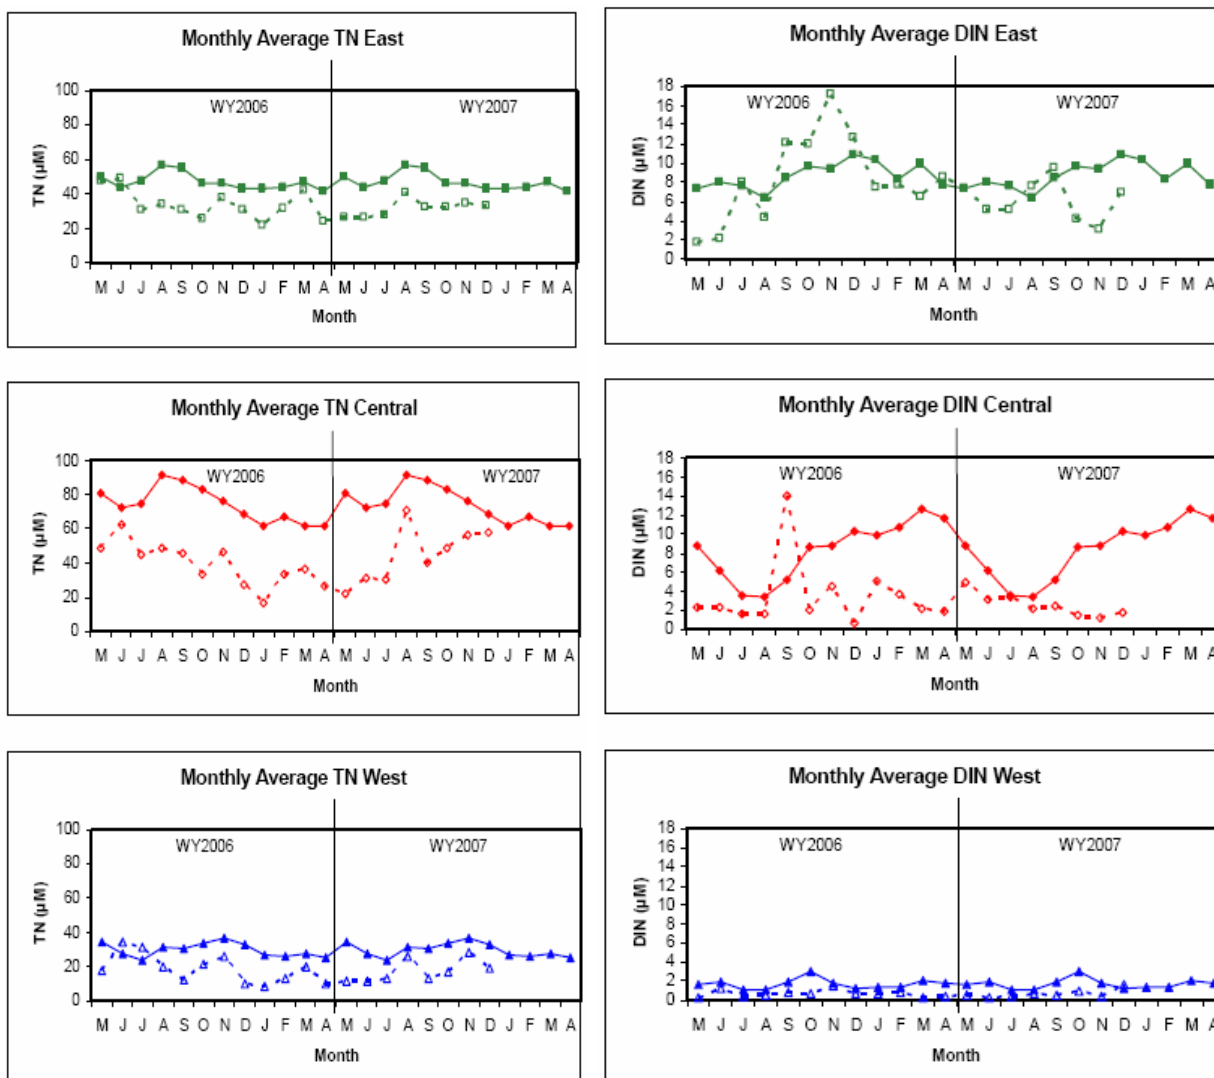 Monthly Average TN East
WY2006
WY2007
TN (µM)
100
80
60
40
20
0
M J J A S O N D J F M A M J J A S O N D J F M A
Month
Monthly Average DIN East
WY2006
WY2007
DIN (µM)
18
16
14
12
10
8
6
4
2
0
M J J A S O N D J F M A M J J A S O N D J F M A
Month
Monthly Average TN Central
WY2006
WY2007
TN (µM)
100
80
60
40
20
0
M J J A S O N D J F M A M J J A S O N D J F M A
Month
Monthly Average DIN Central
WY2006
WY2007
DIN (µM)
18
16
14
12
10
8
6
4
2
0
M J J A S O N D J F M A M J J A S O N D J F M A
Month
Monthly Average TN West
WY2006
WY2007
TN (µM)
100
80
60
40
20
0
M J J A S O N D J F M A M J J A S O N D J F M A
Month
Monthly Average DIN West
WY2006
WY2007
DIN (µM)
18
16
14
12
10
8
6
4
2
0
M J J A S O N D J F M A M J J A S O N D J F M A
Month